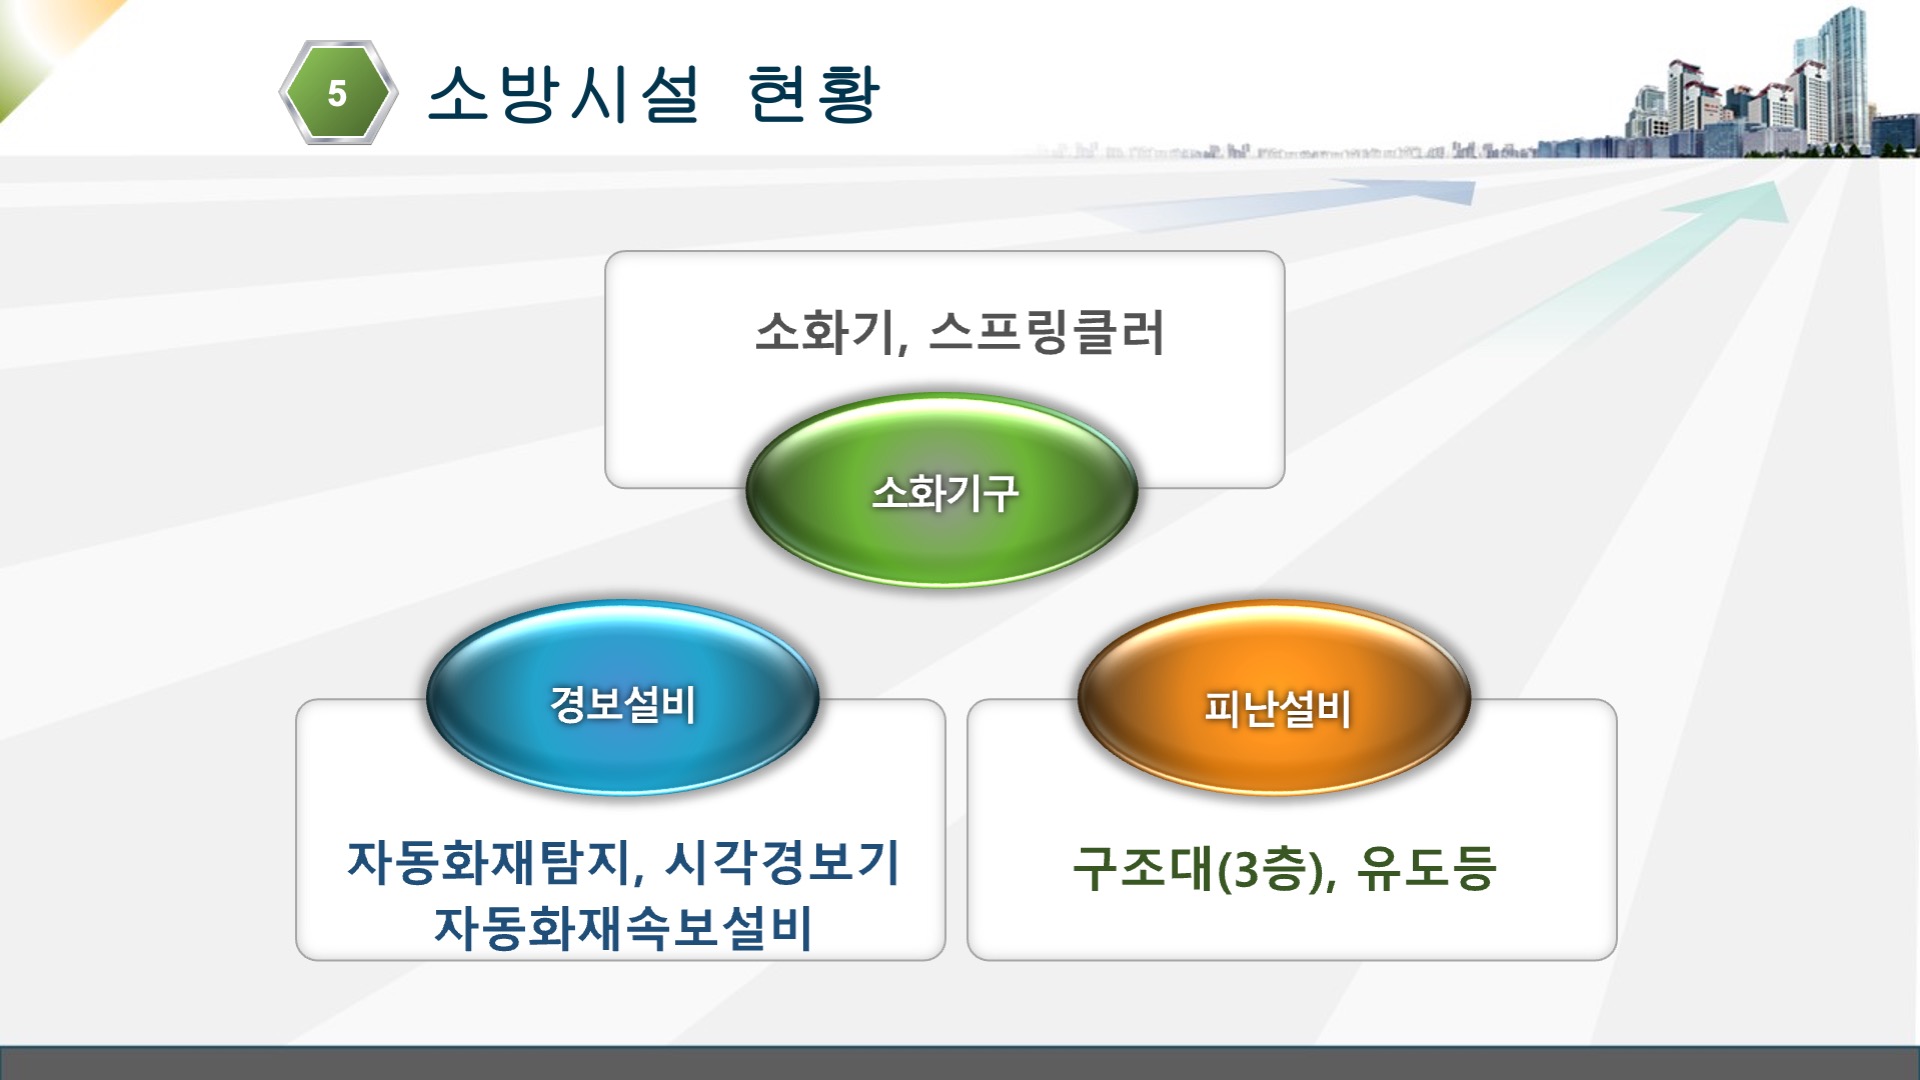 5
소방시설 현황
소화기, 스프링클러
소화기구
경보설비
자동화재탐지, 시각경보기
자동화재속보설비
피난설비
구조대(3층), 유도등